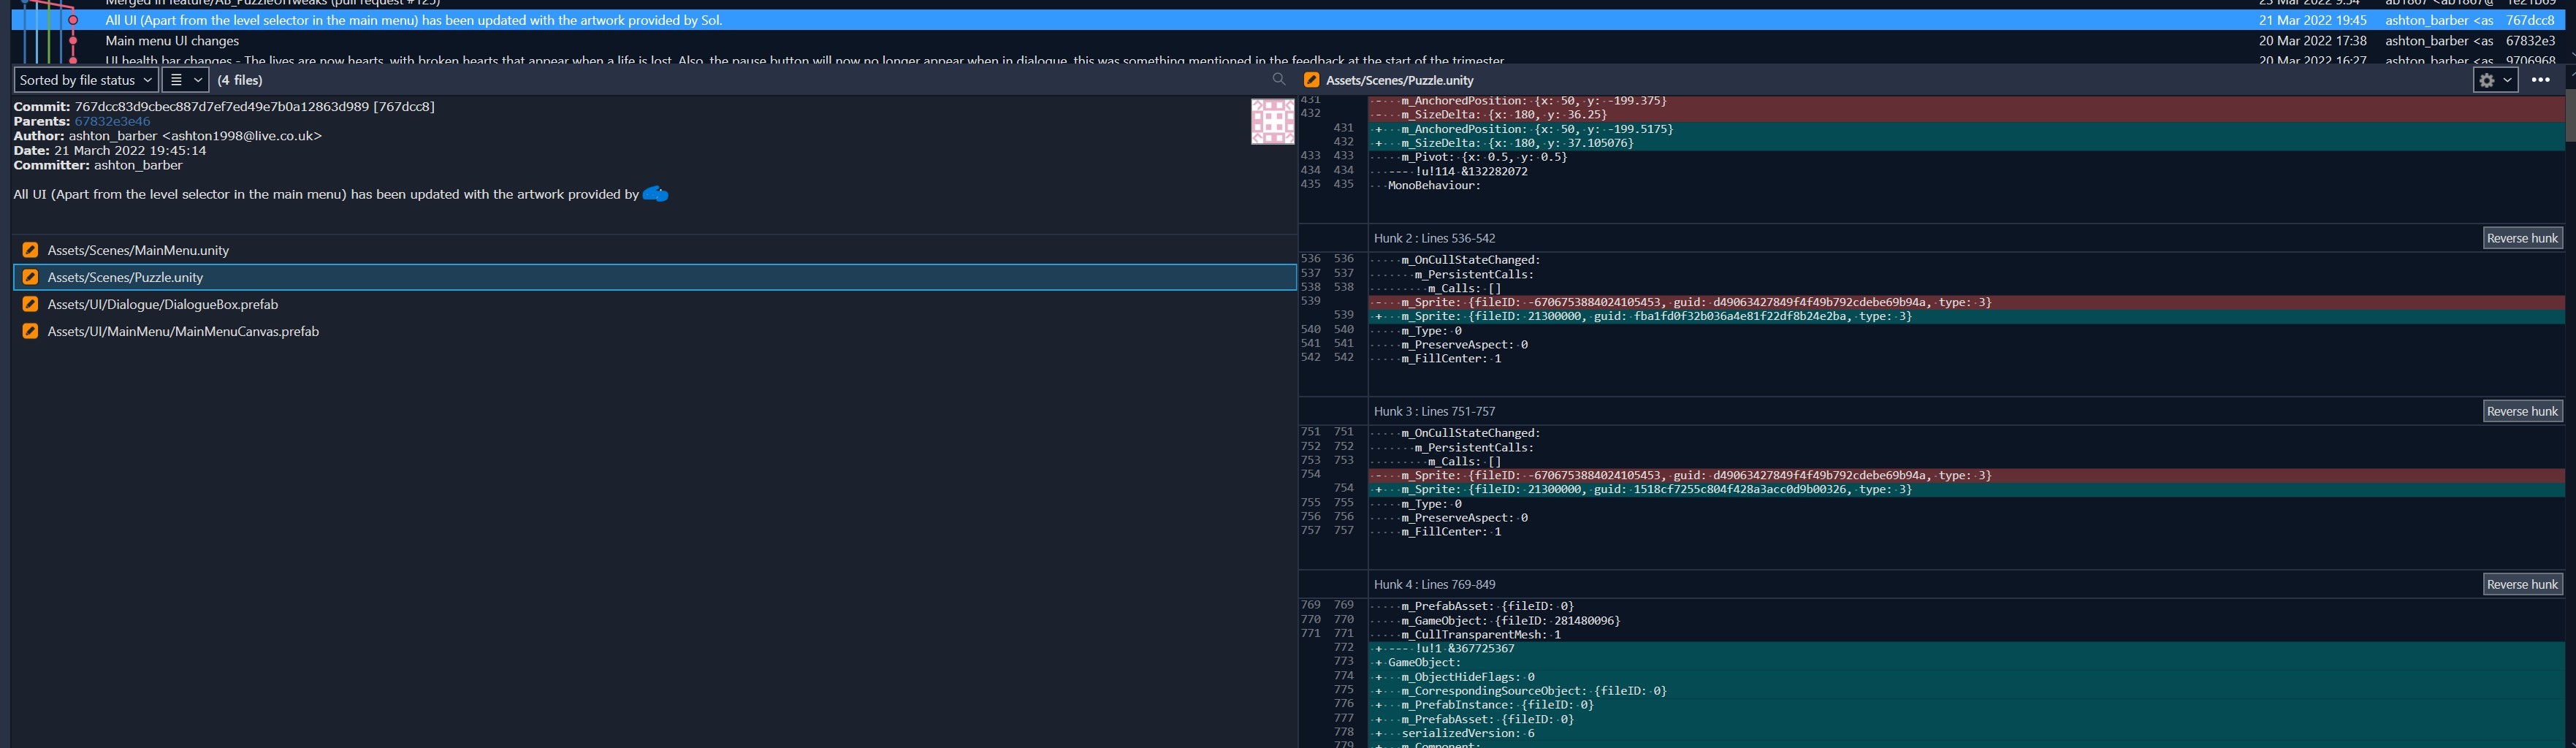 Merged in feature/AB_PuzzleUITweaks (pull request #125)
23 Mar 2022 9:54 ab1867 <ab1867@ 1e21b69
All UI (Apart from the level selector in the main menu) has been updated with the artwork provided by Sol.
21 Mar 2022 19:45 ashton_barber <as 767dcc8
Main menu UI changes
20 Mar 2022 17:38 ashton_barber <as 67832e3
UI health bar changes - The lives are now hearts, with broken hearts that appear when a life is lost. Also, the pause button will now no longer appear when in dialogue, this was something mentioned in the feedback at the start of the trimester
20 Mar 2022 16:27 ashton_barber <as 9706968
Sorted by file status
(4 files)
Commit: 767dcc83d9cbec887d7ef7ed49e7b0a12863d989 [767dcc8]
Parents: 67832e3e46
Author: ashton_barber <ashton1998@live.co.uk>
Date: 21 March 2022 19:45:14
Committer: ashton_barber
All UI (Apart from the level selector in the main menu) has been updated with the artwork provided by
Assets/Scenes/MainMenu.unity
Assets/Scenes/Puzzle.unity
Assets/UI/Dialogue/DialogueBox.prefab
Assets/UI/MainMenu/MainMenuCanvas.prefab
Assets/Scenes/Puzzle.unity
431 - m_AnchoredPosition: {x: 50, y: -199.375}
432 - m_SizeDelta: {x: 180, y: 36.25}
431 + m_AnchoredPosition: {x: 50, y: -199.5175}
432 + m_SizeDelta: {x: 180, y: 37.105076}
433 433 m_Pivot: {x: 0.5, y: 0.5}
434 434 --- !u!114 &132282072
435 435 MonoBehaviour:
Hunk 2 : Lines 536-542
Reverse hunk
536 536 m_OnCullStateChanged:
537 537 m_PersistentCalls:
538 538 m_Calls: []
539 - m_Sprite: {fileID: -6706753884024105453, guid: d49063427849f4f49b792cdebe69b94a, type: 3}
539 + m_Sprite: {fileID: 21300000, guid: fba1fd0f32b036a4e81f22df8b24e2ba, type: 3}
540 540 m_Type: 0
541 541 m_PreserveAspect: 0
542 542 m_FillCenter: 1
Hunk 3 : Lines 751-757
Reverse hunk
751 751 m_OnCullStateChanged:
752 752 m_PersistentCalls:
753 753 m_Calls: []
754 - m_Sprite: {fileID: -6706753884024105453, guid: d49063427849f4f49b792cdebe69b94a, type: 3}
754 + m_Sprite: {fileID: 21300000, guid: 1518cf7255c804f428a3acc0d9b00326, type: 3}
755 755 m_Type: 0
756 756 m_PreserveAspect: 0
757 757 m_FillCenter: 1
Hunk 4 : Lines 769-849
Reverse hunk
769 769 m_PrefabAsset: {fileID: 0}
770 770 m_GameObject: {fileID: 281480096}
771 771 m_CullTransparentMesh: 1
772 + --- !u!1 &367725367
773 + GameObject:
774 + m_ObjectHideFlags: 0
775 + m_CorrespondingSourceObject: {fileID: 0}
776 + m_PrefabInstance: {fileID: 0}
777 + m_PrefabAsset: {fileID: 0}
778 + serializedVersion: 6
779 + m_Component: